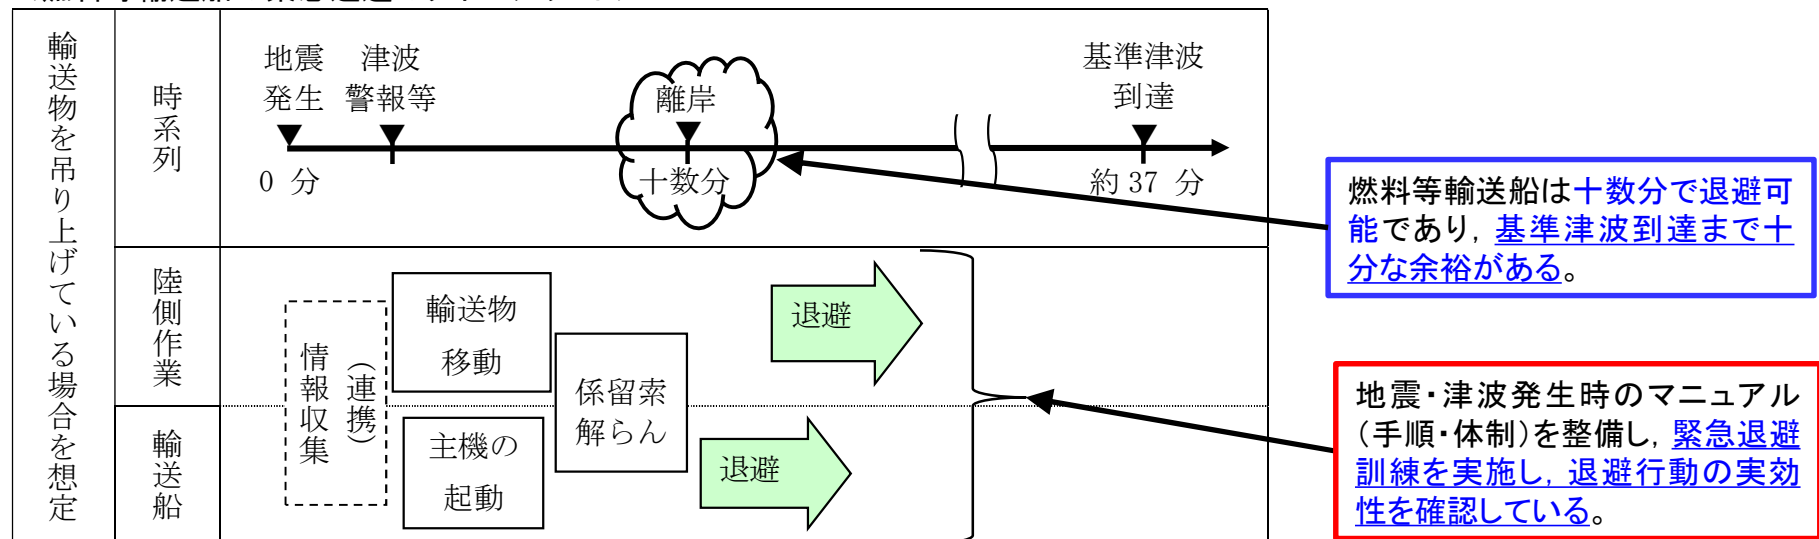 輸送物を吊り上げている場合を想定
時系列
地震
発生
津波
警報等
離岸
基準津波
到達
0 分
十数分
約 37 分
陸側作業
輸送船
情報収集
(連携)
輸送物
移動
主機の
起動
係留索
解らん
退避
退避
燃料等輸送船は十数分で退避可
能であり，基準津波到達まで十
分な余裕がある。
地震・津波発生時のマニュアル
(手順・体制)を整備し，緊急退避
訓練を実施し，退避行動の実効
性を確認している。